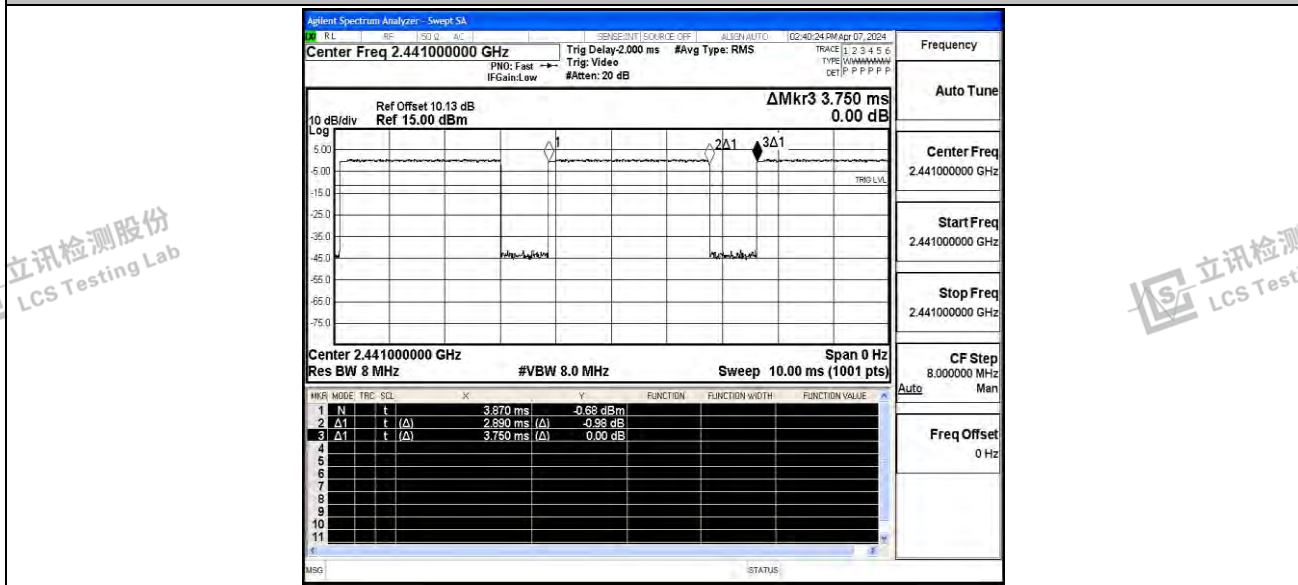 Agilent Spectrum Analyzer - Swept SA
RL RF 50 Ω AC SENSE:INT SOURCE OFF ALIGN AUTO 02:40:24 PM Apr 07, 2024
Center Freq 2.441000000 GHz
PNO: Fast
IFGain:Low
Trig Delay-2.000 ms
Trig: Video
#Atten: 20 dB
#Avg Type: RMS
TRACE 1 2 3 4 5 6
TYPE
DET P P P P P P
Frequency
Auto Tune
ΔMkr3 3.750 ms
0.00 dB
Ref Offset 10.13 dB
10 dB/div Ref 15.00 dBm
Log
1 2Δ1 3Δ1
5.00
-5.00
TRIG LVL
-15.0
-25.0
-35.0
-45.0
-55.0
-65.0
-75.0
Center Freq
2.441000000 GHz
Start Freq
2.441000000 GHz
Stop Freq
2.441000000 GHz
CF Step
8.000000 MHz
Auto Man
Freq Offset
0 Hz
Center 2.441000000 GHz Span 0 Hz
Res BW 8 MHz #VBW 8.0 MHz Sweep 10.00 ms (1001 pts)
MKR MODE TRC SCL X Y FUNCTION FUNCTION WIDTH FUNCTION VALUE
1 N t 3.870 ms -0.68 dBm
2 Δ1 t (Δ) 2.890 ms (Δ) -0.98 dB
3 Δ1 t (Δ) 3.750 ms (Δ) 0.00 dB
4
5
6
7
8
9
10
11
MSG STATUS
立讯检测股份
LCS Testing Lab
立讯检测
LCS Test